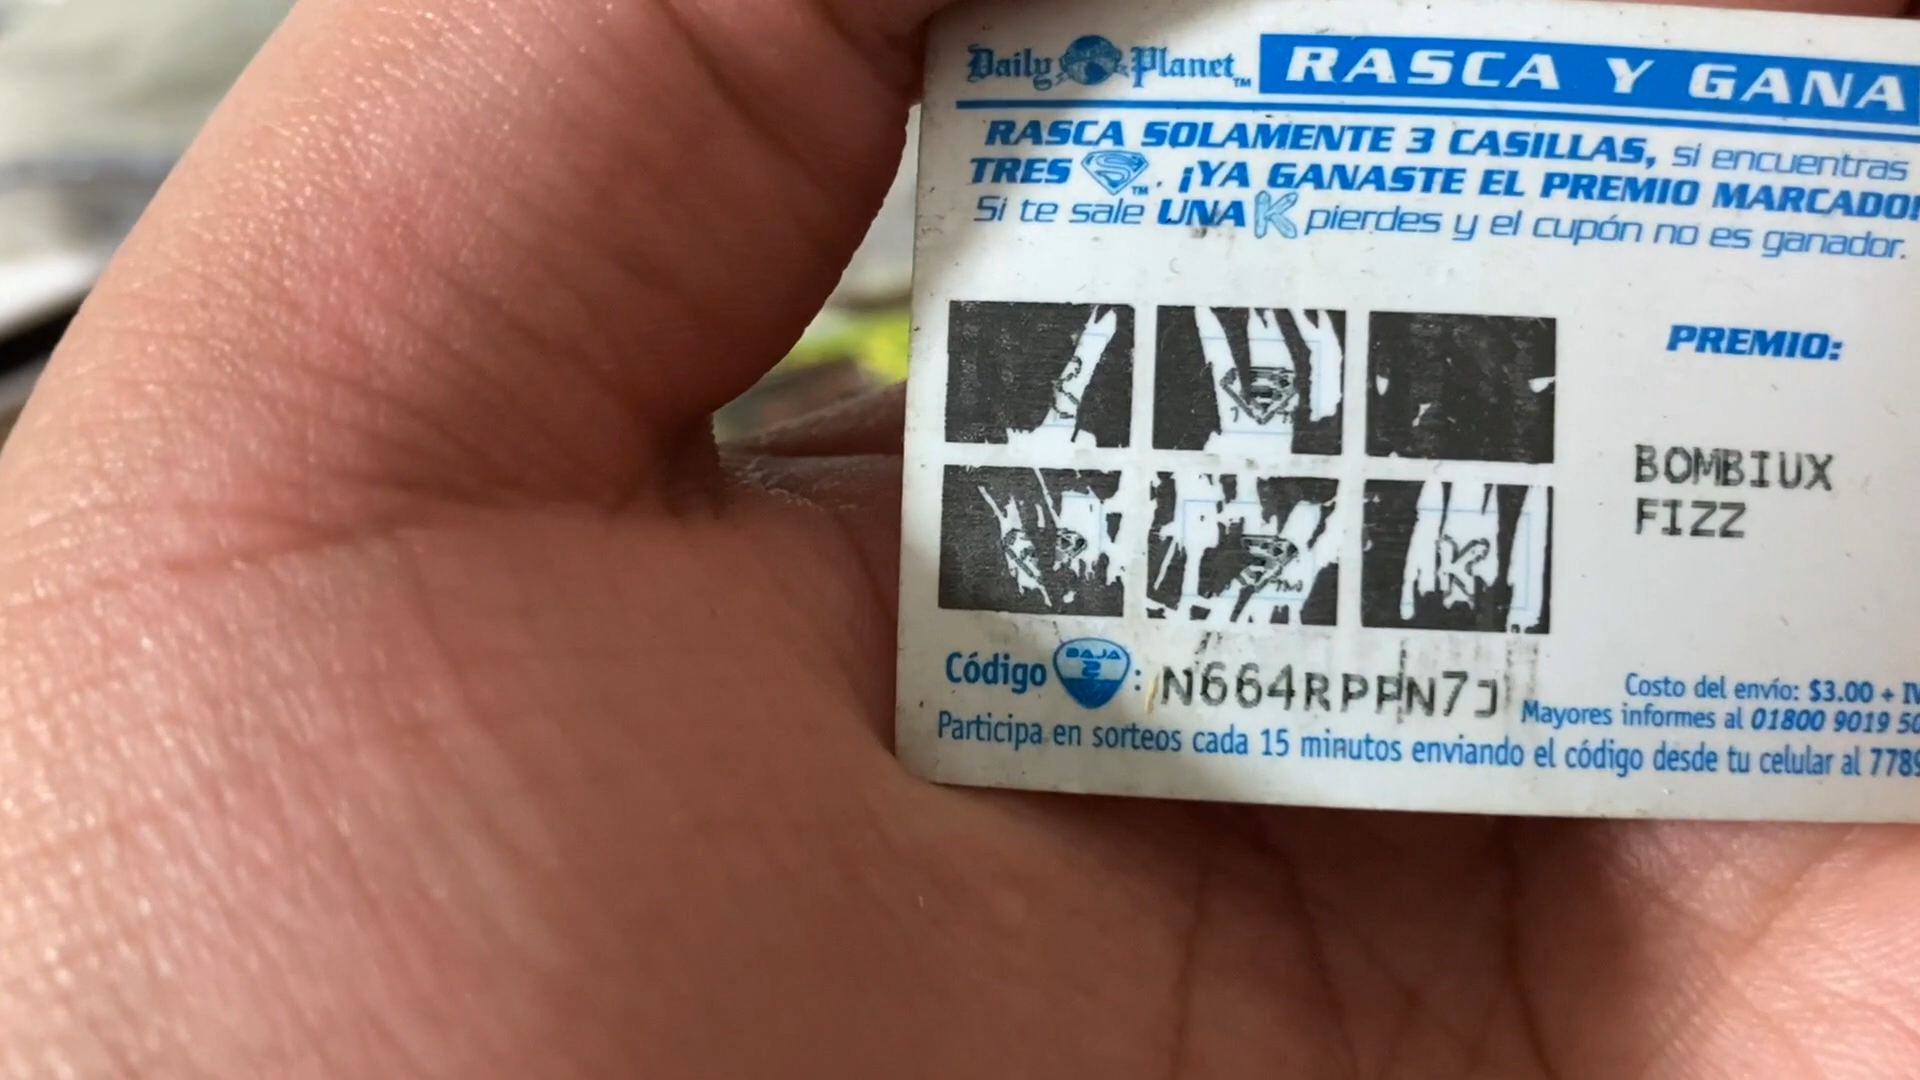 Daily Planet™ RASCA Y GANA
RASCA SOLAMENTE 3 CASILLAS, si encuentras
TRES S™. ¡YA GANASTE EL PREMIO MARCADO!
Si te sale UNA K pierdes y el cupón no es ganador.
PREMIO:
BOMBIUX
FIZZ
K
Código BAJA 2: N664RPPN7J
Costo del envío: $3.00 + IV
Mayores informes al 01800 9019 50
Participa en sorteos cada 15 minutos enviando el código desde tu celular al 7789